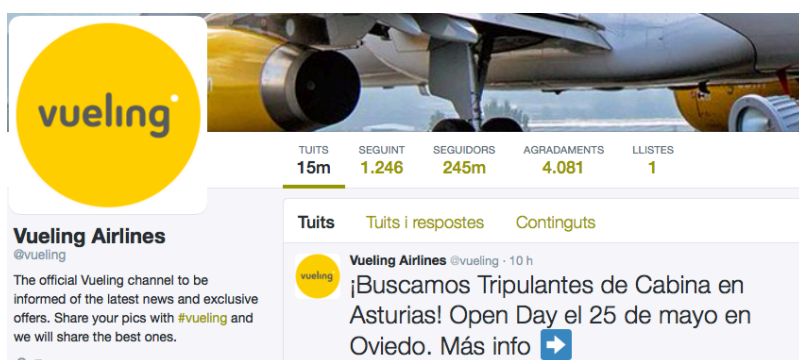 vueling
TUITS SEGUINT SEGUIDORS AGRADAMENTS LLISTES
15m 1.246 245m 4.081 1
Vueling Airlines
@vueling
The official Vueling channel to be
informed of the latest news and exclusive
offers. Share your pics with #vueling and
we will share the best ones.
Tuits Tuits i respostes Continguts
vueling
Vueling Airlines @vueling · 10 h
¡Buscamos Tripulantes de Cabina en
Asturias! Open Day el 25 de mayo en
Oviedo. Más info ➡